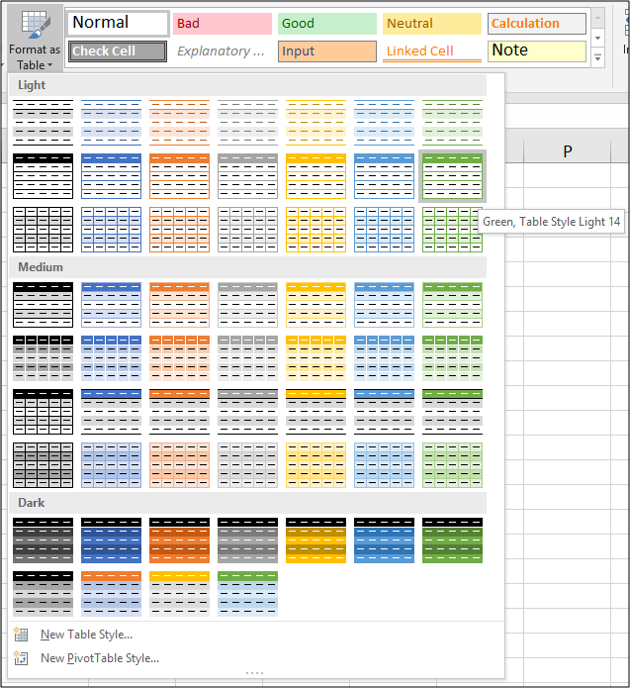 Format as
Table
Normal
Bad
Good
Neutral
Calculation
Check Cell
Explanatory ...
Input
Linked Cell
Note
Light
P
Green, Table Style Light 14
Medium
Dark
New Table Style...
New PivotTable Style...